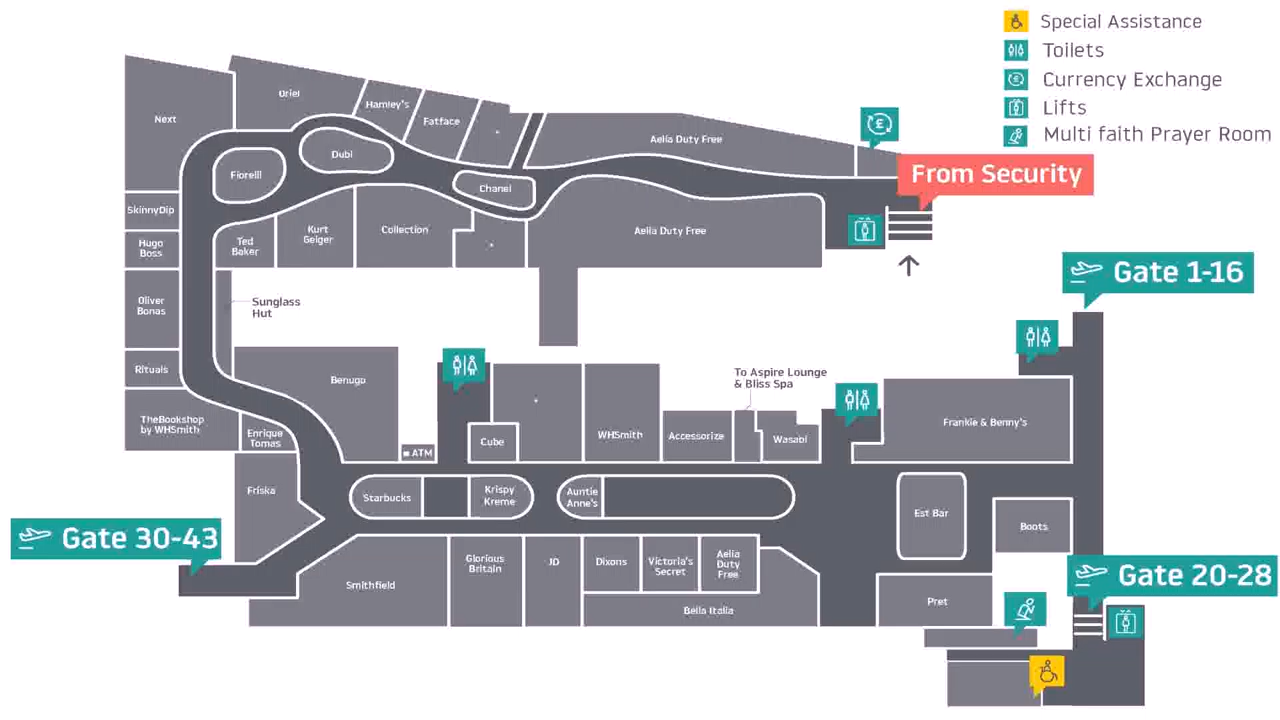 Special Assistance
Toilets
Currency Exchange
Lifts
Multi faith Prayer Room
Next
Oriel
Hamley's
Fatface
Aelia Duty Free
From Security
Dubi
Fiorelli
Chanel
SkinnyDip
Hugo
Boss
Ted
Baker
Kurt
Geiger
Collection
Aelia Duty Free
Gate 1-16
Oliver
Bonas
Sunglass
Hut
Rituals
Benugo
To Aspire Lounge
& Bliss Spa
TheBookshop
by WHSmith
Enrique
Tomas
ATM
Cube
WHSmith
Accessorize
Wasabi
Frankie & Benny's
Friska
Starbucks
Krispy
Kreme
Auntie
Anne's
Est Bar
Boots
Gate 30-43
Smithfield
Glorious
Britain
JD
Dixons
Victoria's
Secret
Aelia
Duty
Free
Bella Italia
Pret
Gate 20-28